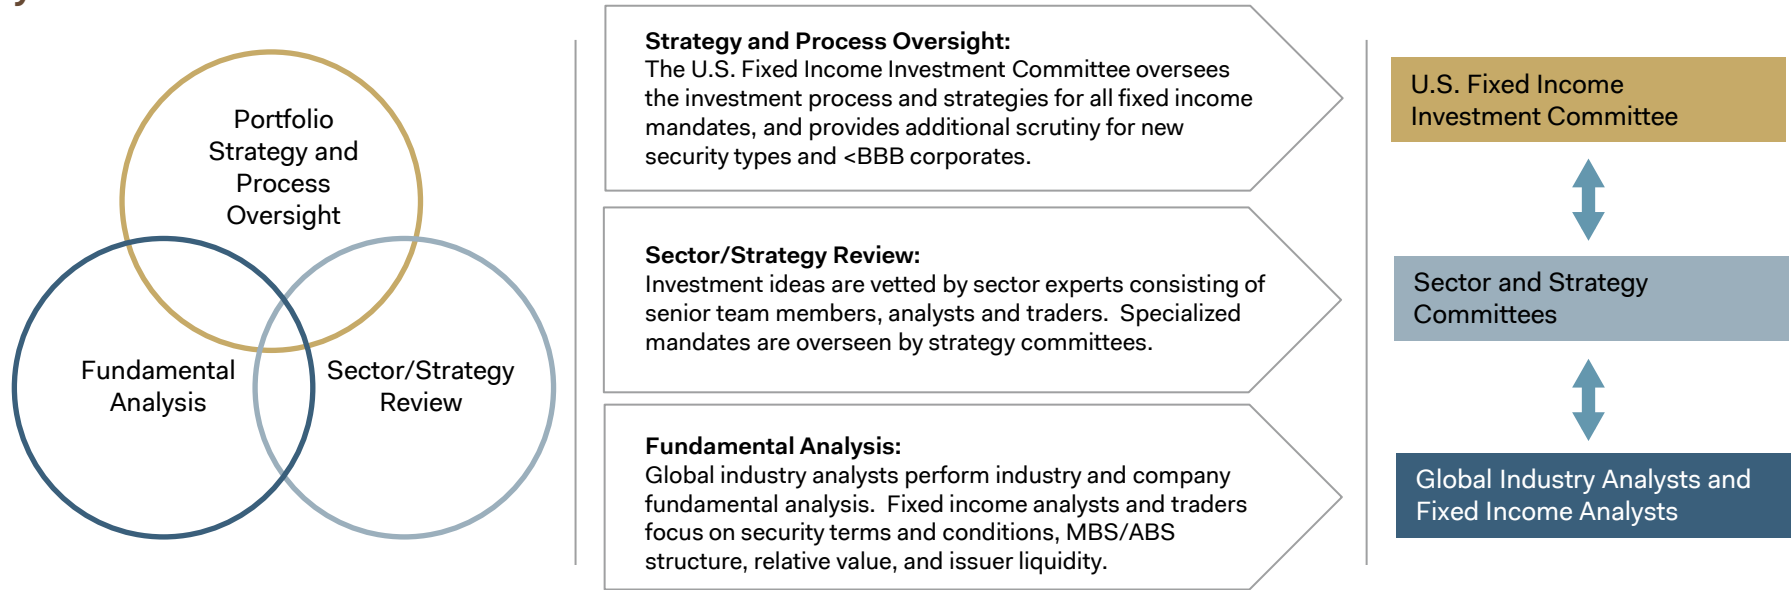 Portfolio
Strategy and
Process
Oversight
Fundamental
Analysis
Sector/Strategy
Review
Strategy and Process Oversight:
The U.S. Fixed Income Investment Committee oversees
the investment process and strategies for all fixed income
mandates, and provides additional scrutiny for new
security types and <BBB corporates.
Sector/Strategy Review:
Investment ideas are vetted by sector experts consisting of
senior team members, analysts and traders.  Specialized
mandates are overseen by strategy committees.
Fundamental Analysis:
Global industry analysts perform industry and company
fundamental analysis.  Fixed income analysts and traders
focus on security terms and conditions, MBS/ABS
structure, relative value, and issuer liquidity.
U.S. Fixed Income
Investment Committee
Sector and Strategy
Committees
Global Industry Analysts and
Fixed Income Analysts